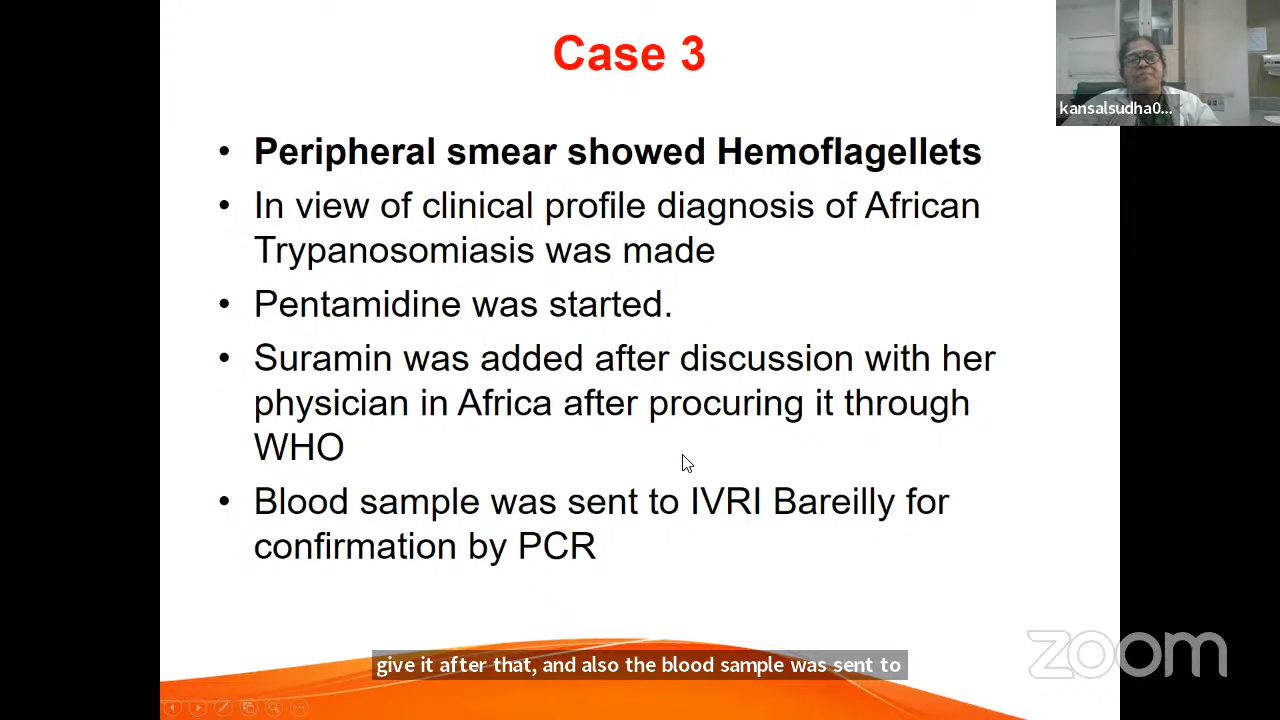 Case 3
kansalsudha0...
• Peripheral smear showed Hemoflagellets
• In view of clinical profile diagnosis of African
Trypanosomiasis was made
• Pentamidine was started.
• Suramin was added after discussion with her
physician in Africa after procuring it through
WHO
• Blood sample was sent to IVRI Bareilly for
confirmation by PCR
zoom
give it after that, and also the blood sample was sent to